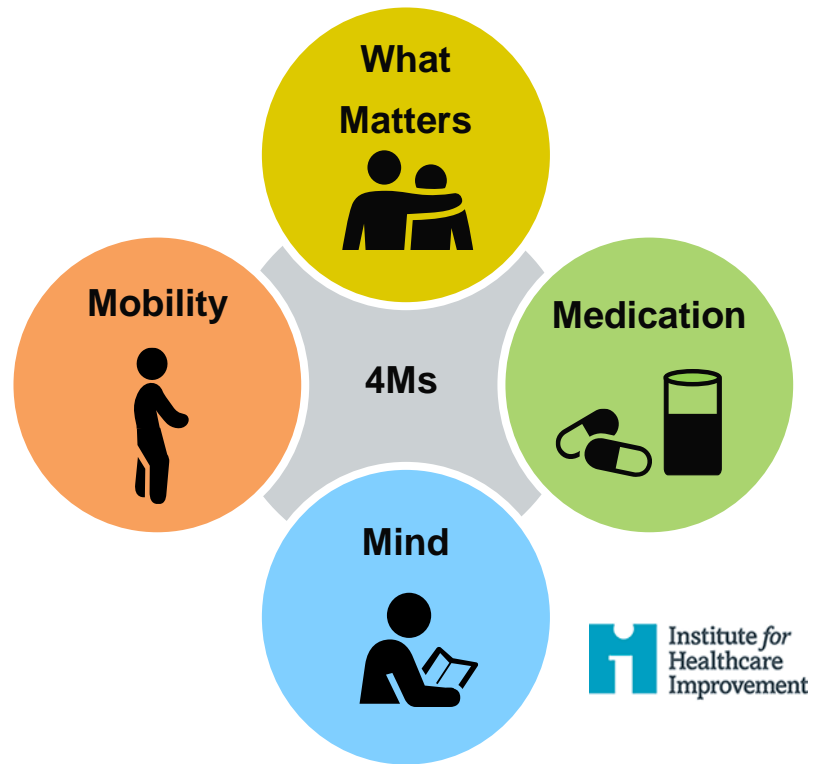 What
Matters
Mobility
Medication
4Ms
Mind
Institute for
Healthcare
Improvement